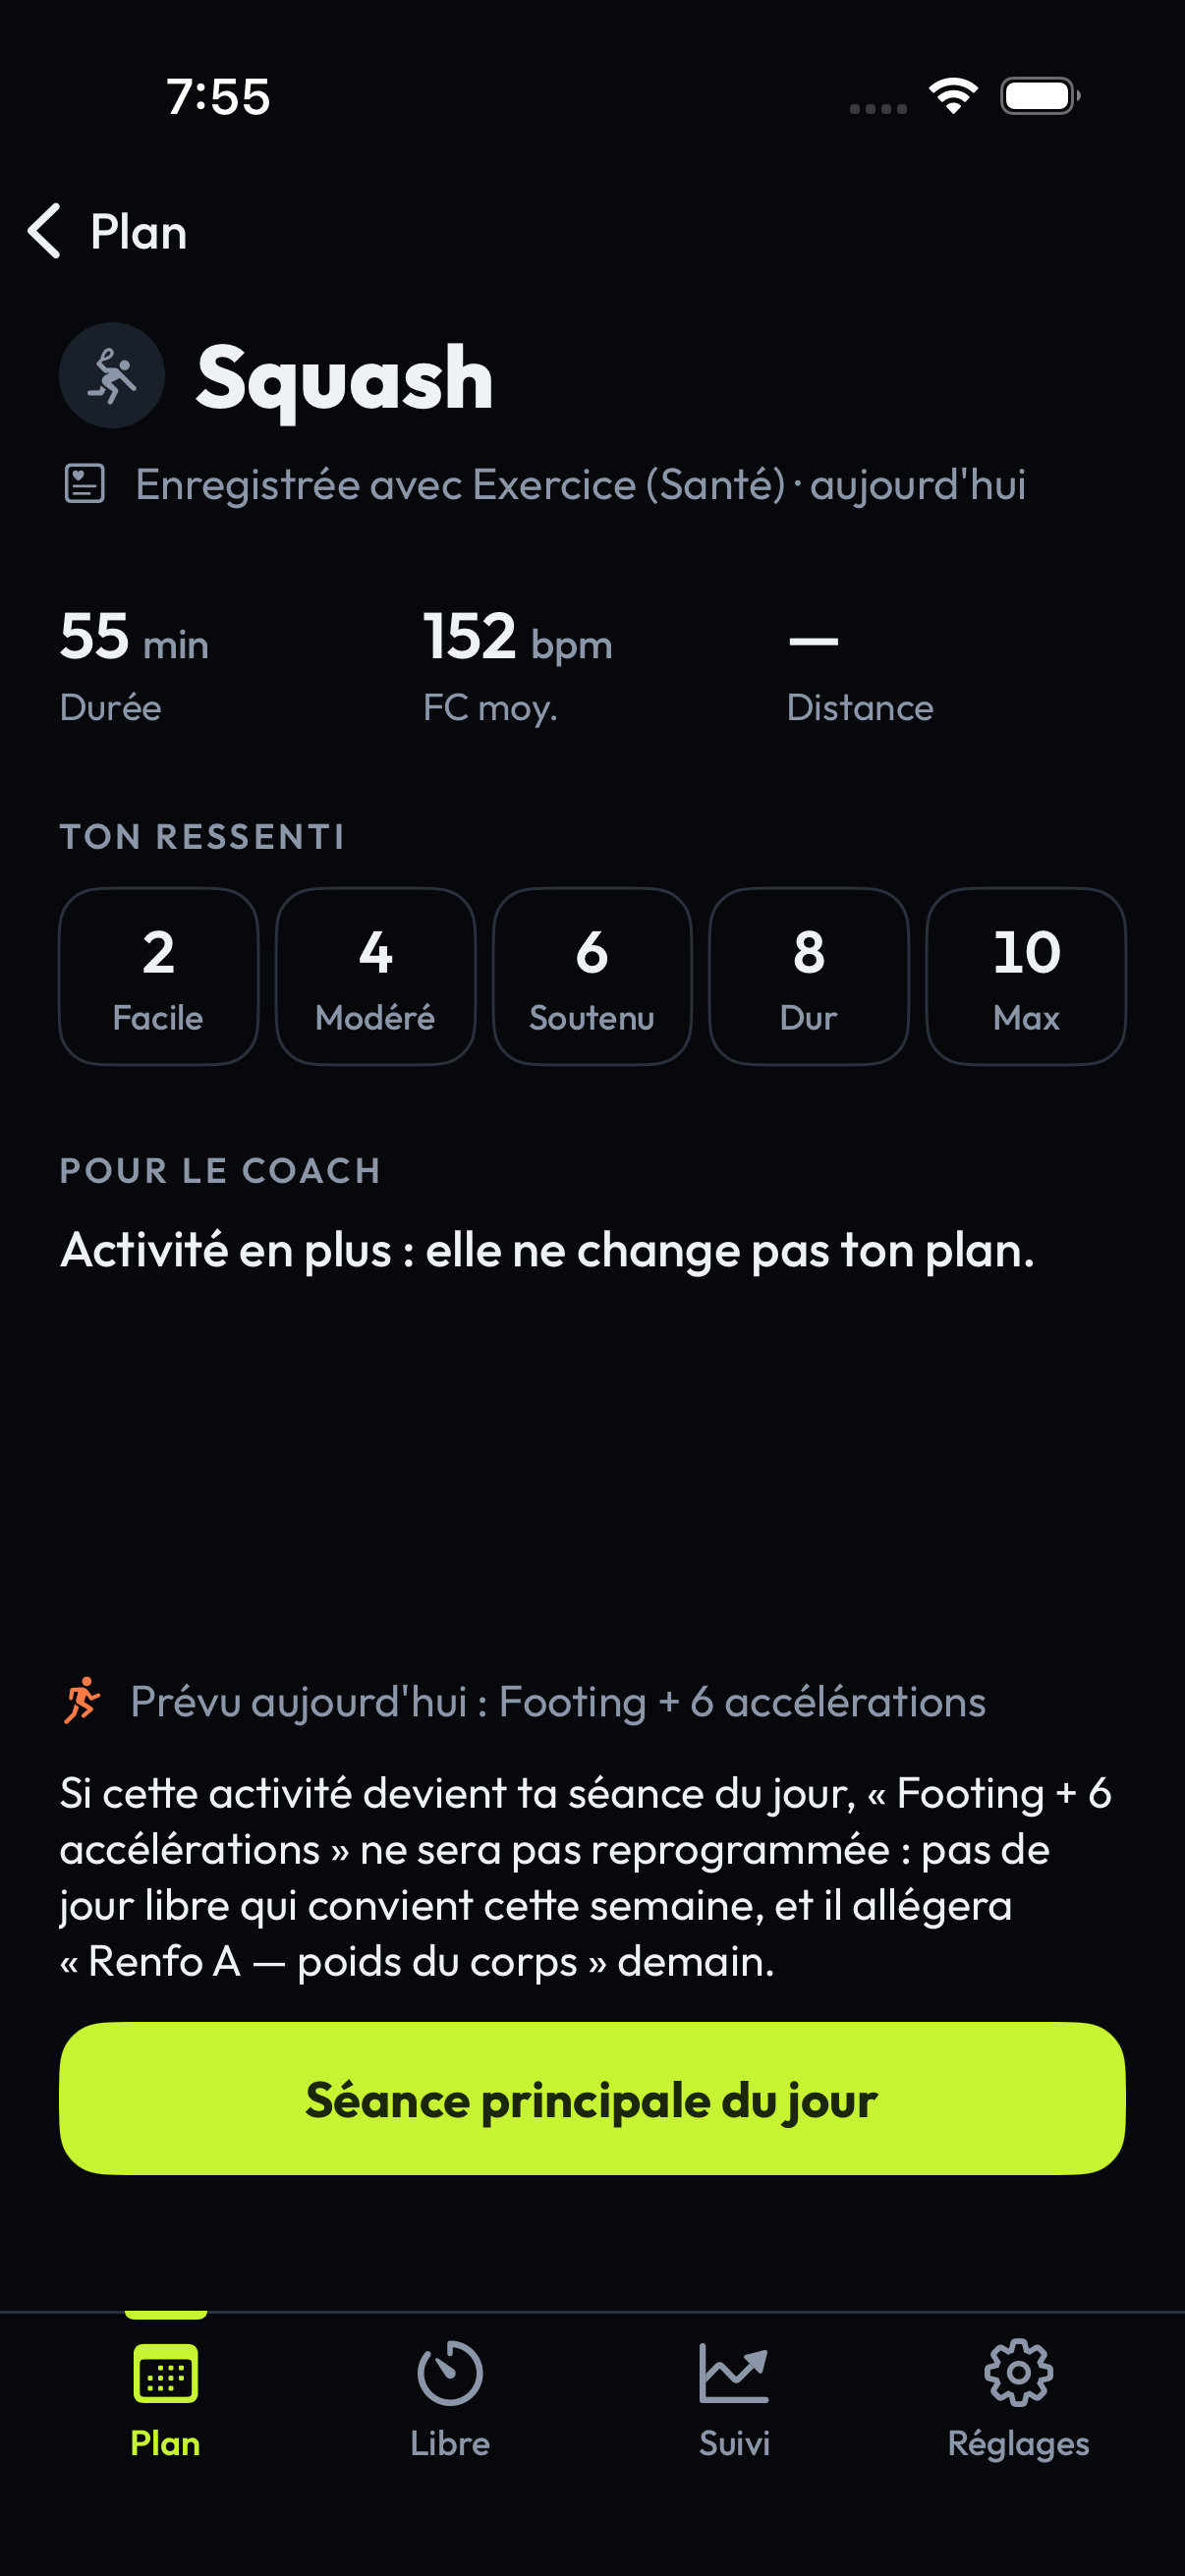 7:55
Plan
Squash
Enregistrée avec Exercice (Santé) · aujourd'hui
55 min
152 bpm
—
Durée
FC moy.
Distance
TON RESSENTI
2
4
6
8
10
Facile
Modéré
Soutenu
Dur
Max
POUR LE COACH
Activité en plus : elle ne change pas ton plan.
Prévu aujourd'hui : Footing + 6 accélérations
Si cette activité devient ta séance du jour, « Footing + 6
accélérations » ne sera pas reprogrammée : pas de
jour libre qui convient cette semaine, et il allégera
« Renfo A — poids du corps » demain.
Séance principale du jour
Plan
Libre
Suivi
Réglages